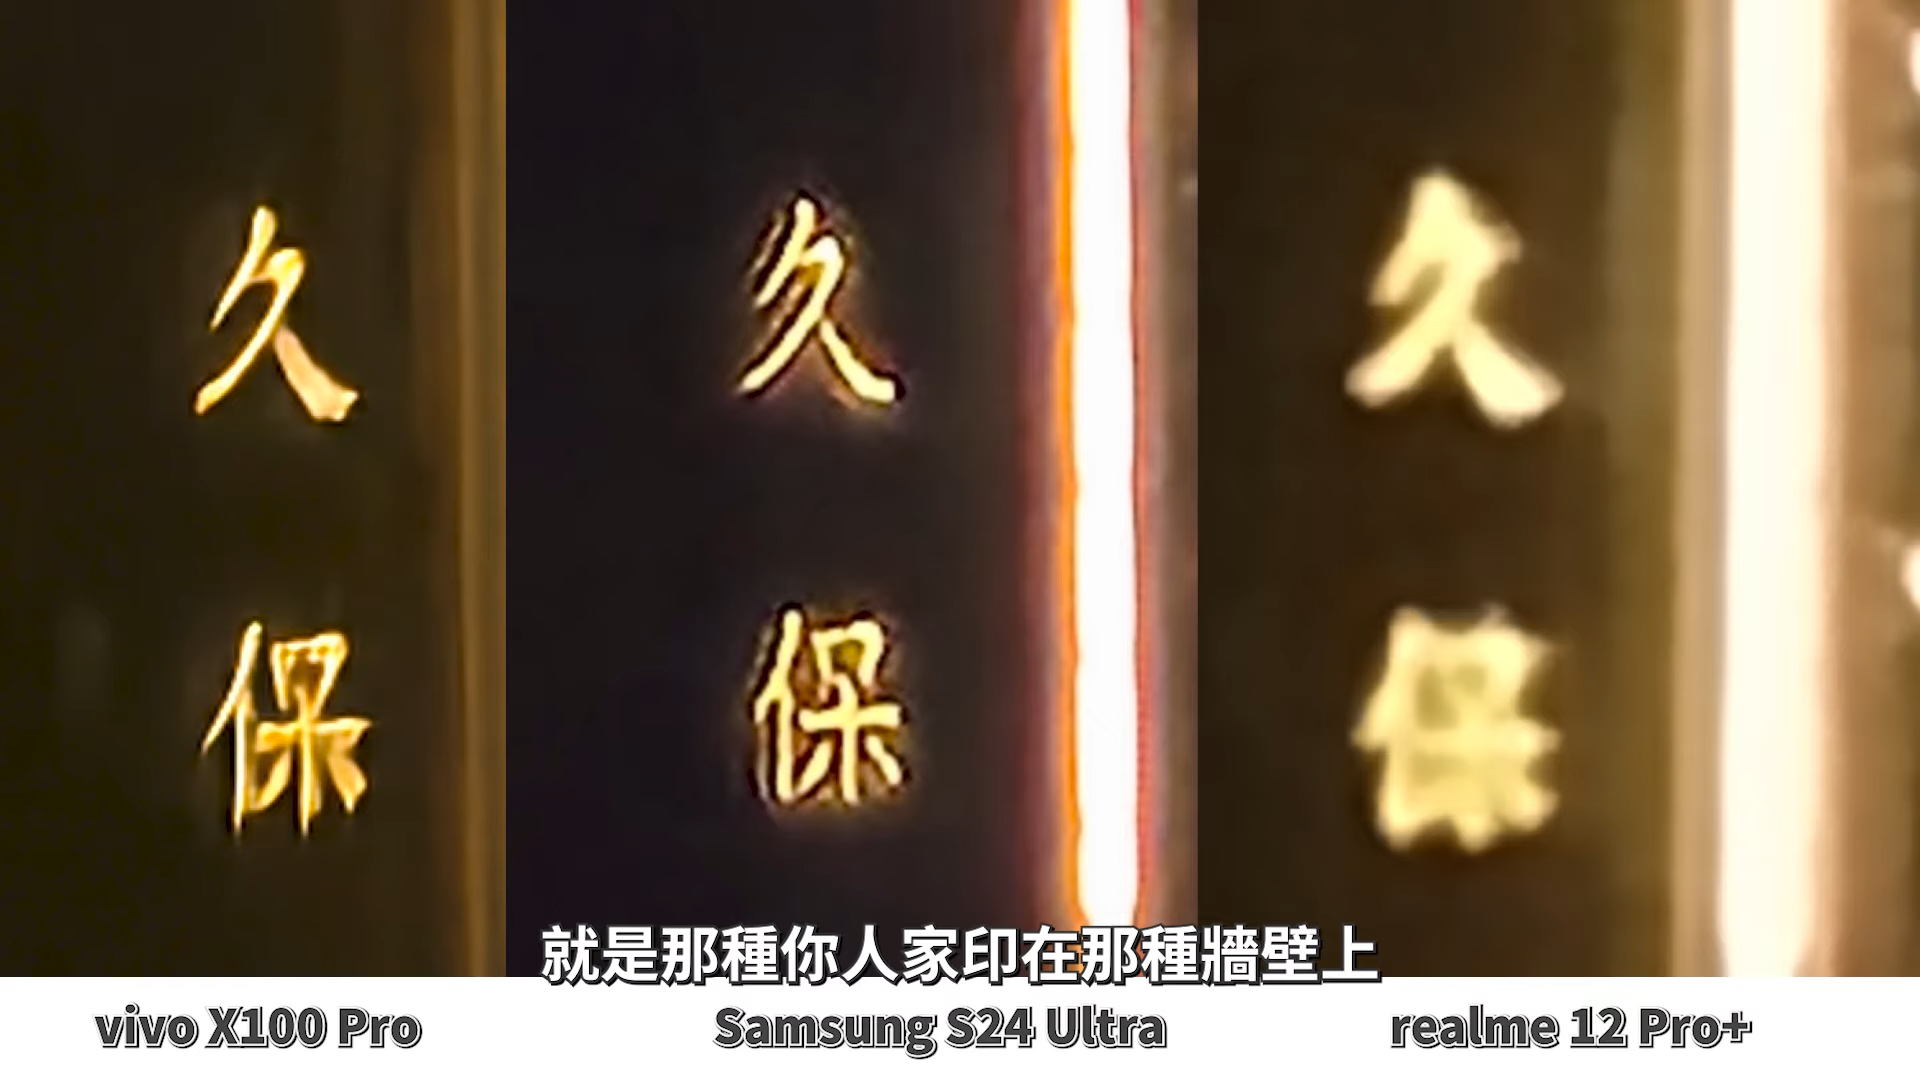 久
保
久
保
久
保
就是那種你人家印在那種牆壁上
vivo X100 Pro
Samsung S24 Ultra
realme 12 Pro+